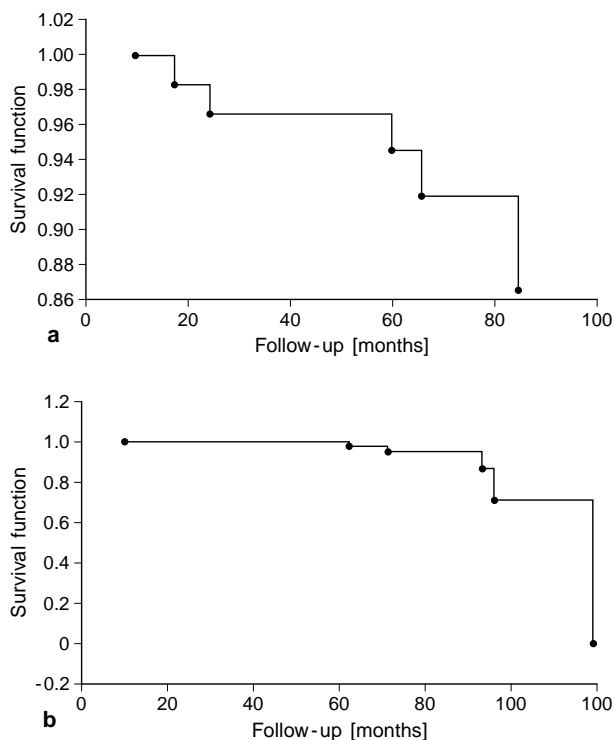 1.02
1.00
0.98
0.96
0.94
0.92
0.90
0.88
0.86
Survival function
0 20 40 60 80 100
Follow-up [months]
a
1.2
1.0
0.8
0.6
0.4
0.2
0
-0.2
Survival function
0 20 40 60 80 100 100
Follow-up [months]
b